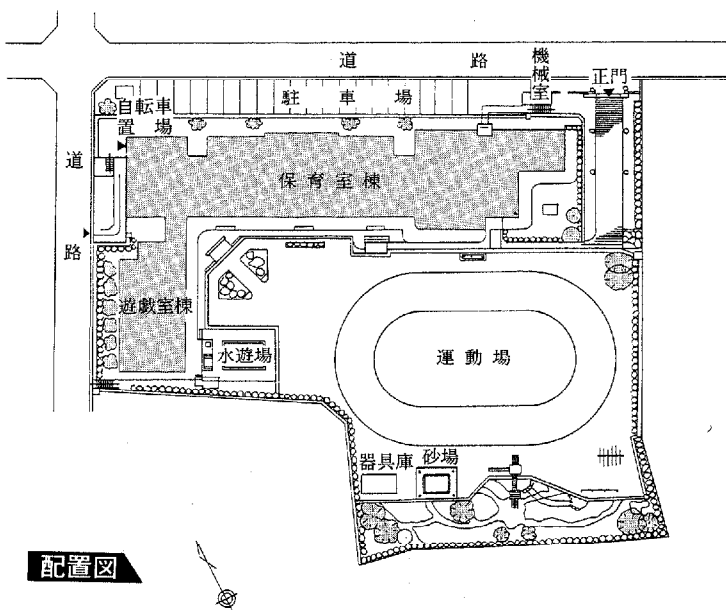 道路
機械室
正門
駐車場
自転車
置場
道路
保育室棟
遊戯室棟
水遊場
運動場
器具庫
砂場
配置図